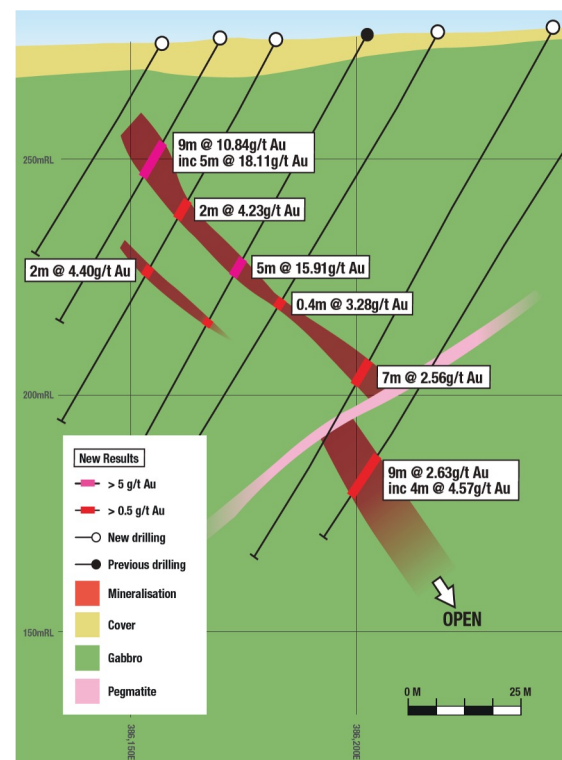 250mRL
9m @ 10.84g/t Au
inc 5m @ 18.11g/t Au
2m @ 4.23g/t Au
2m @ 4.40g/t Au
5m @ 15.91g/t Au
0.4m @ 3.28g/t Au
7m @ 2.56g/t Au
200mRL
9m @ 2.63g/t Au
inc 4m @ 4.57g/t Au
New Results
> 5 g/t Au
> 0.5 g/t Au
New drilling
Previous drilling
Mineralisation
Cover
Gabbro
Pegmatite
OPEN
150mRL
0 M
25 M
386,150E
386,200E